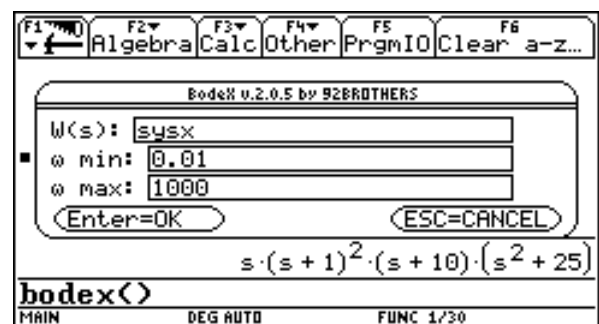 F1 F2 Algebra F3 Calc F4 Other F5 PrgmIO F6 Clear a-z…
BodeX v.2.0.5 by 92BROTHERS
W(s): sysx
ω min: 0.01
ω max: 1000
Enter=OK ESC=CANCEL
s·(s + 1)²·(s + 10)·(s² + 25)
bodex()
MAIN DEG AUTO FUNC 1/30